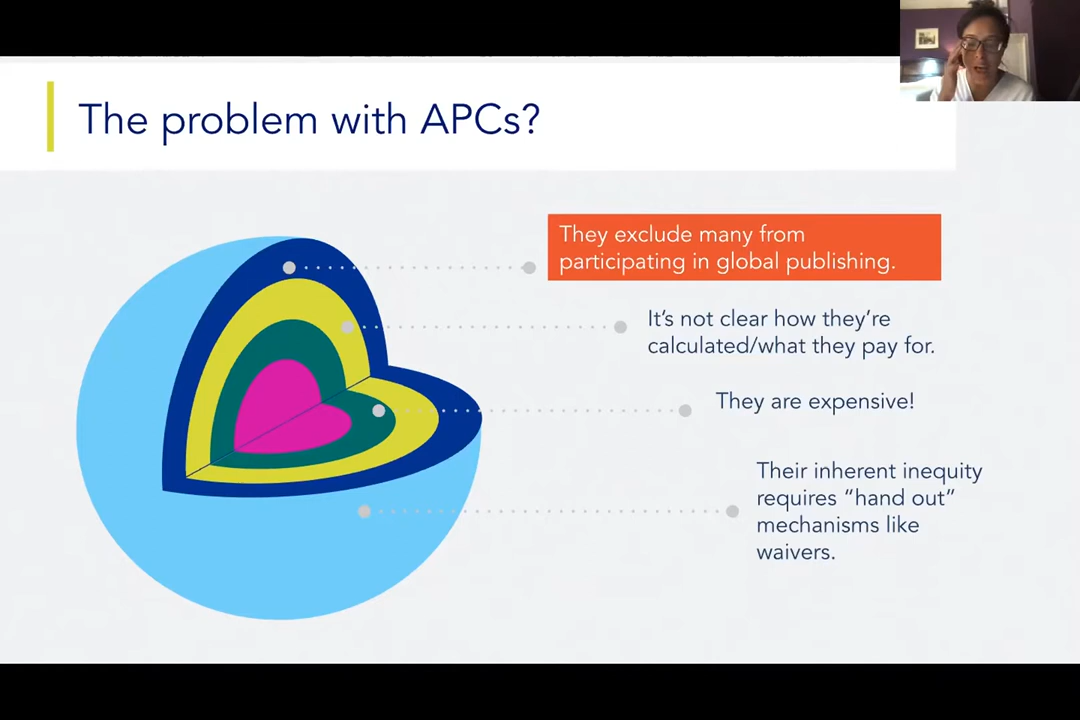 The problem with APCs?
They exclude many from
participating in global publishing.
It’s not clear how they’re
calculated/what they pay for.
They are expensive!
Their inherent inequity
requires “hand out”
mechanisms like
waivers.